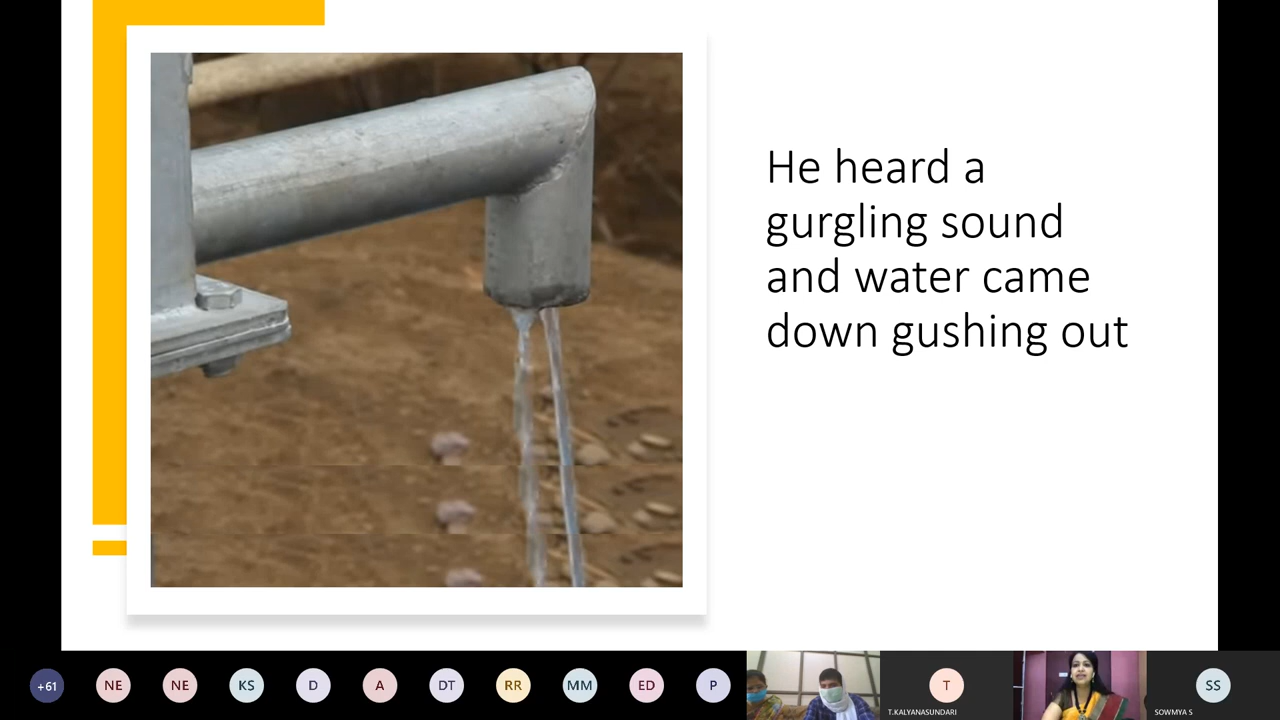 He heard a
gurgling sound
and water came
down gushing out
+61
NE
NE
KS
D
A
DT
RR
MM
ED
P
T
T.KALYANASUNDARI
SS
SOWMYA S